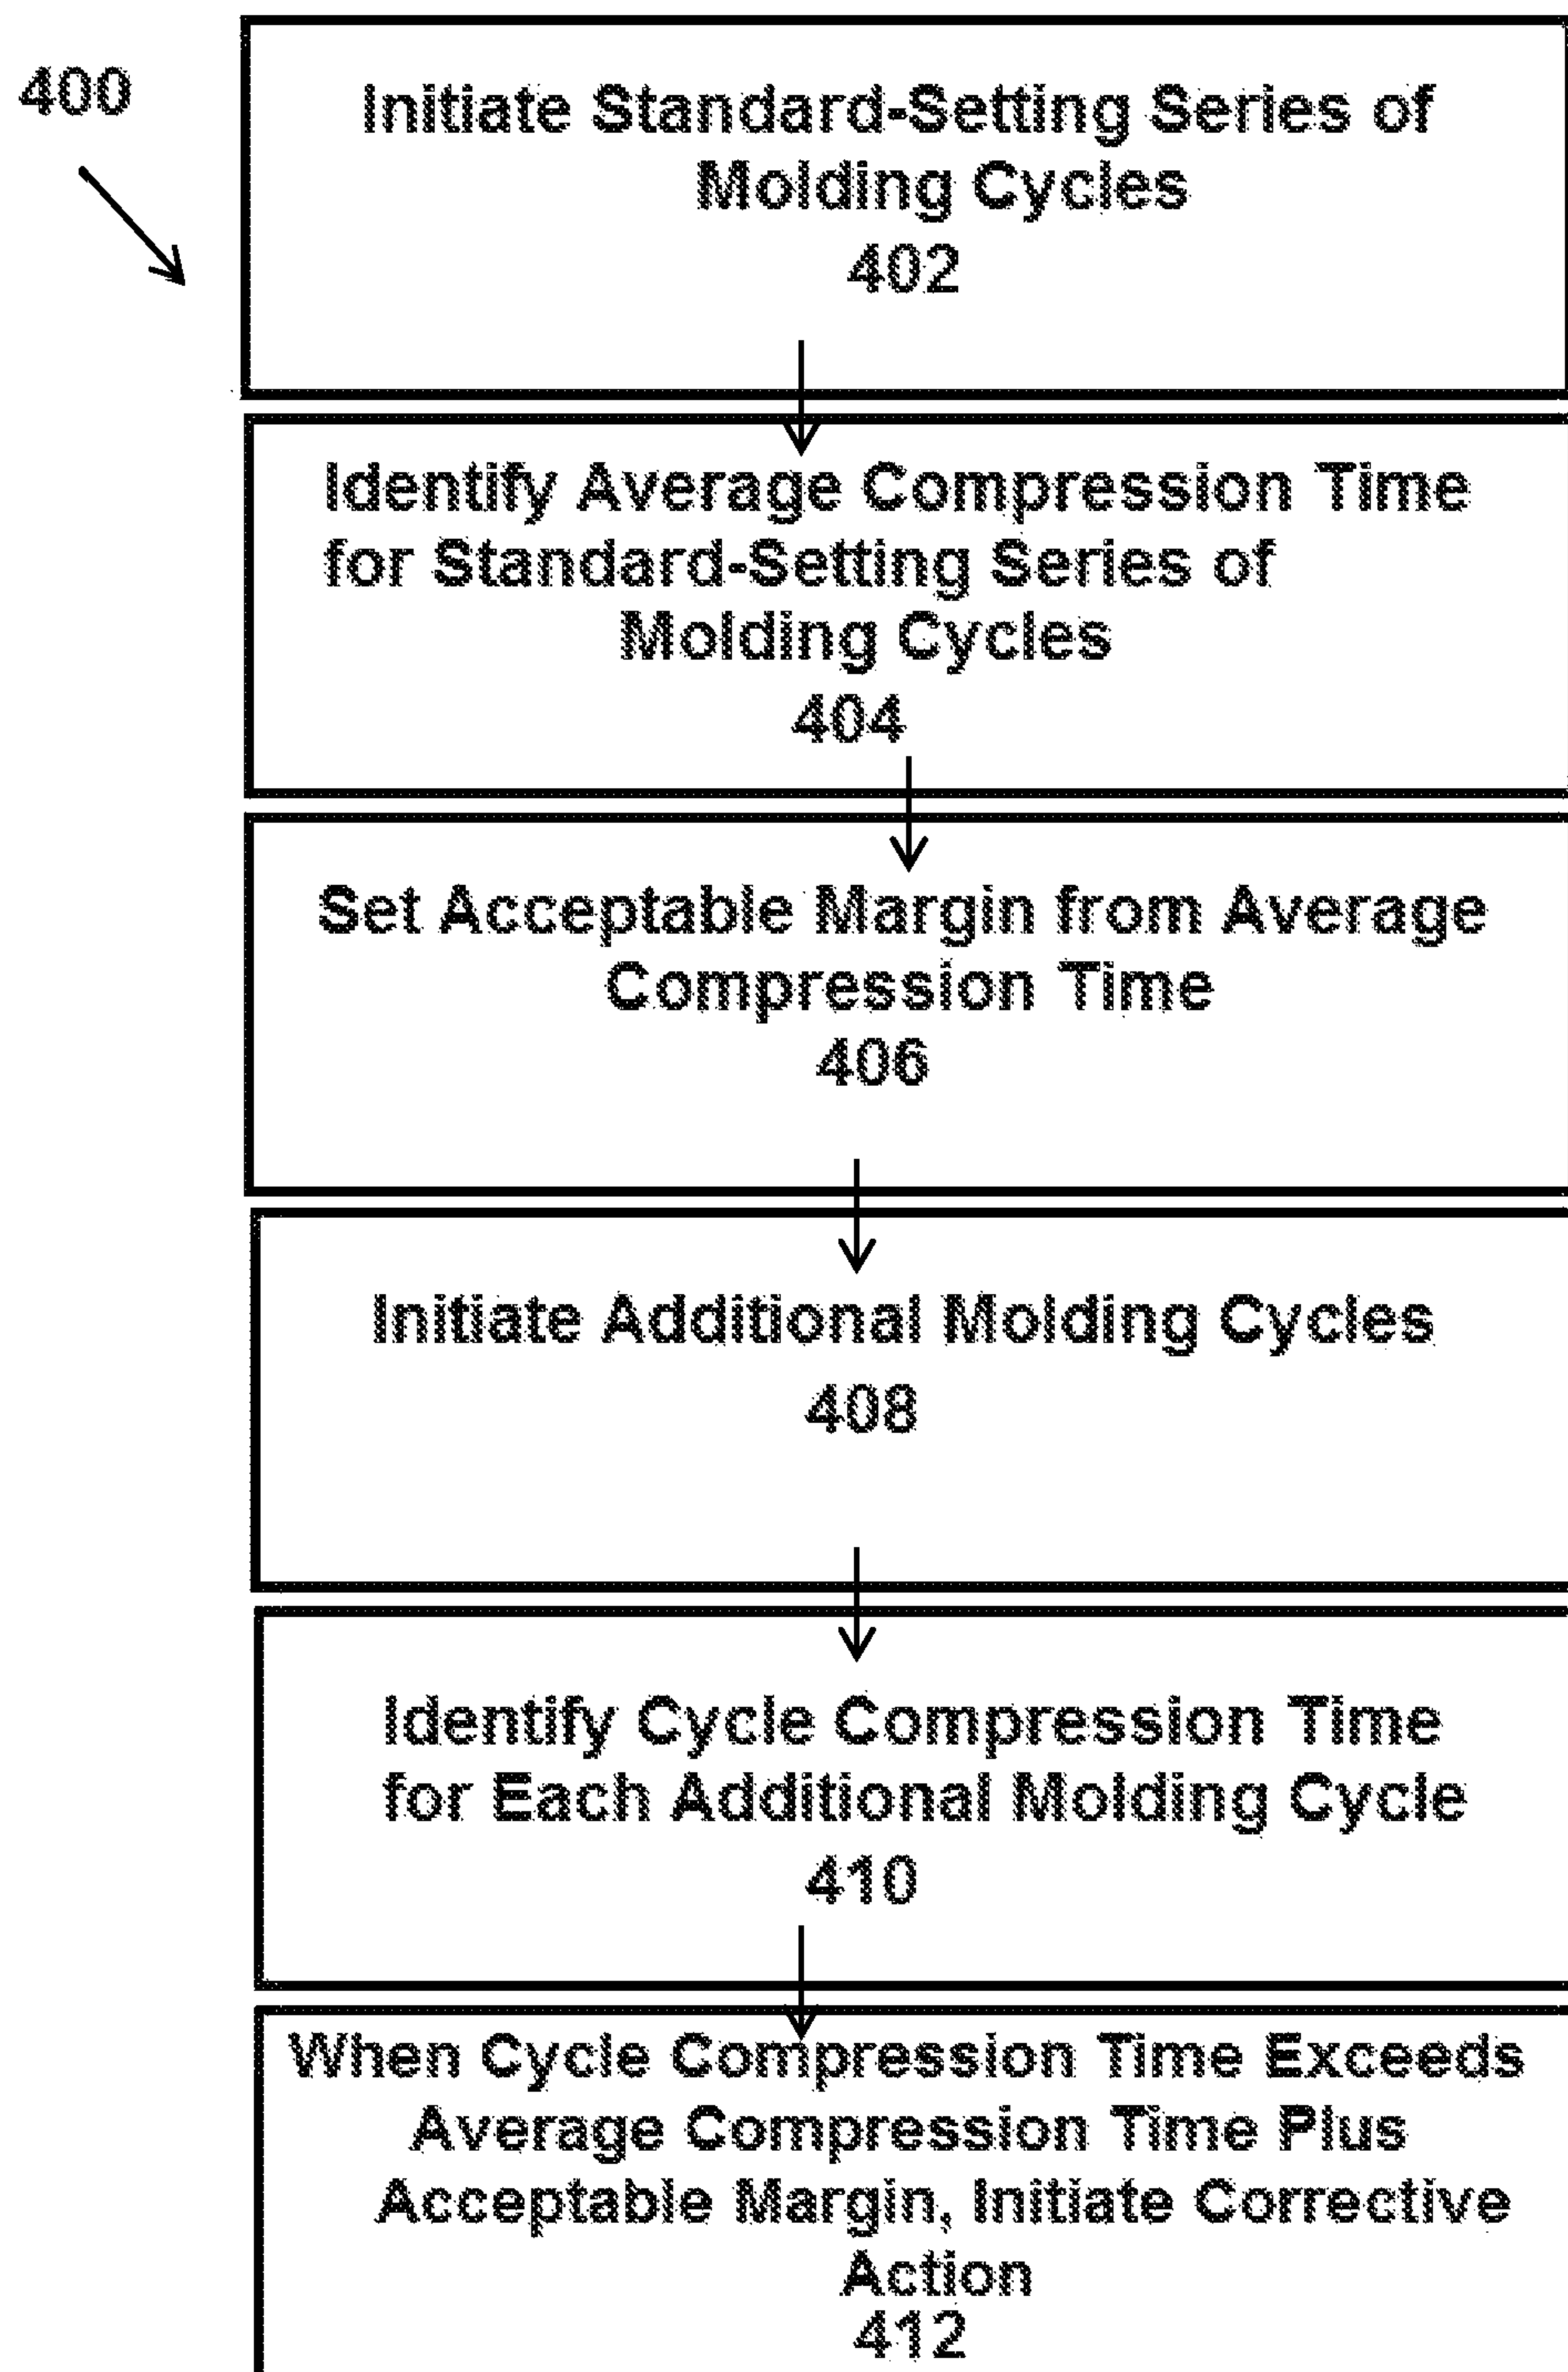 400
Initiate Standard-Setting Series of
Molding Cycles
402
Identify Average Compression Time
for Standard-Setting Series of
Molding Cycles
404
Set Acceptable Margin from Average
Compression Time
406
Initiate Additional Molding Cycles
408
Identify Cycle Compression Time
for Each Additional Molding Cycle
410
When Cycle Compression Time Exceeds
Average Compression Time Plus
Acceptable Margin, Initiate Corrective
Action
412